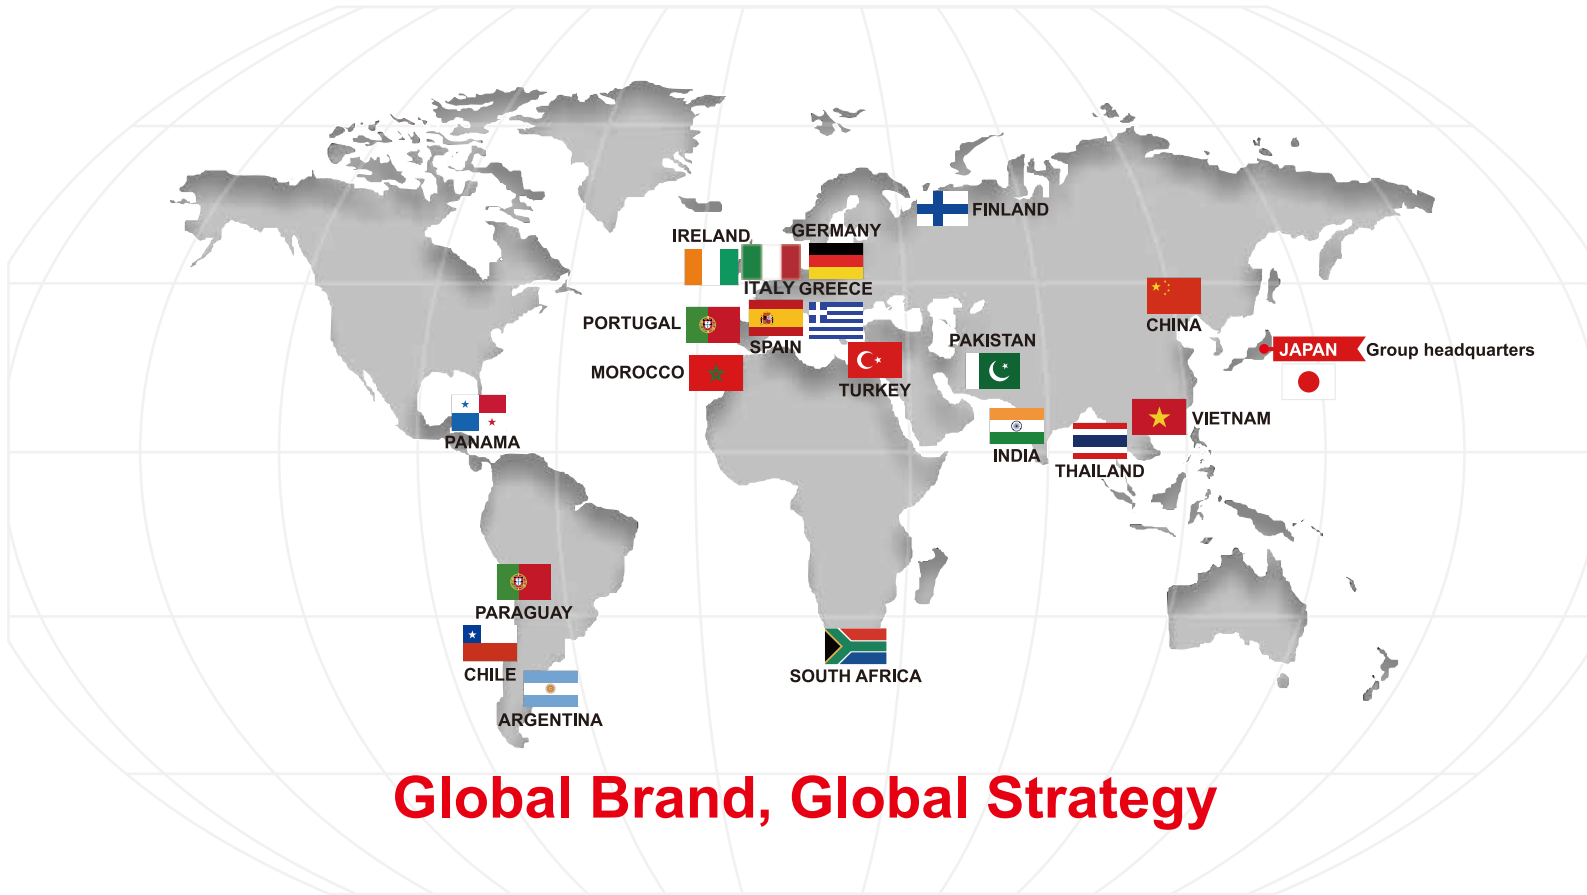 FINLAND
GERMANY
IRELAND
ITALY
GREECE
CHINA
PORTUGAL
SPAIN
PAKISTAN
JAPAN
Group headquarters
MOROCCO
TURKEY
VIETNAM
PANAMA
INDIA
THAILAND
PARAGUAY
CHILE
SOUTH AFRICA
ARGENTINA
Global Brand, Global Strategy